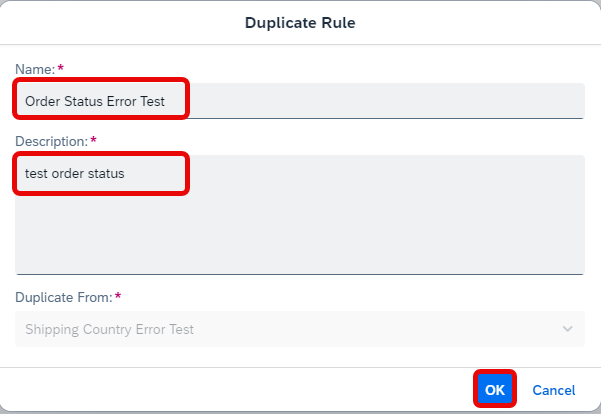 Duplicate Rule
Name:*
Order Status Error Test
Description:*
test order status
Duplicate From:*
Shipping Country Error Test
OK
Cancel